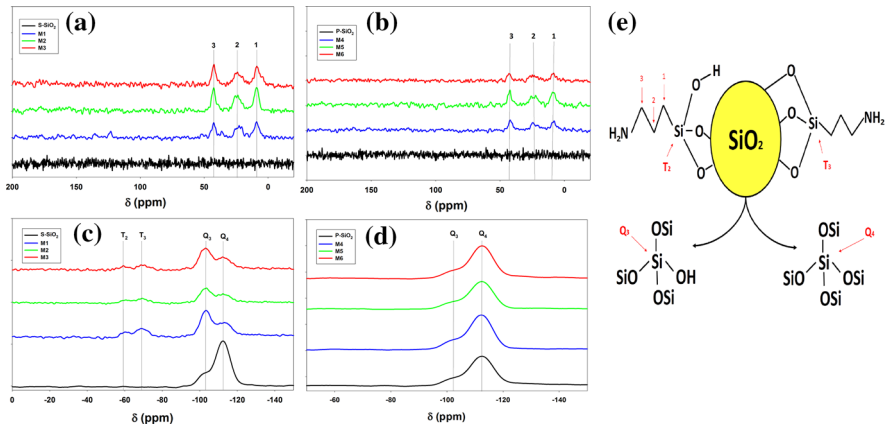 (a)
S-SiO₂
M1
M2
M3
3 2 1
200 150 100 50 0
δ (ppm)
(b)
P-SiO₂
M4
M5
M6
3 2 1
200 150 100 50 0
δ (ppm)
(c)
S-SiO₂
M1
M2
M3
T₂ T₃ Q₃ Q₄
0 -20 -40 -60 -80 -100 -120 -140
δ (ppm)
(d)
P-SiO₂
M4
M5
M6
Q₃ Q₄
-40 -60 -80 -100 -120 -140
δ (ppm)
(e)
O H
3 1
2
H₂N Si
O
O
T₂
SiO₂
O
O
O
Si NH₂
T₃
Q₃
OSi
Si
SiO OH
OSi
Q₄
OSi
Si
SiO OSi
OSi